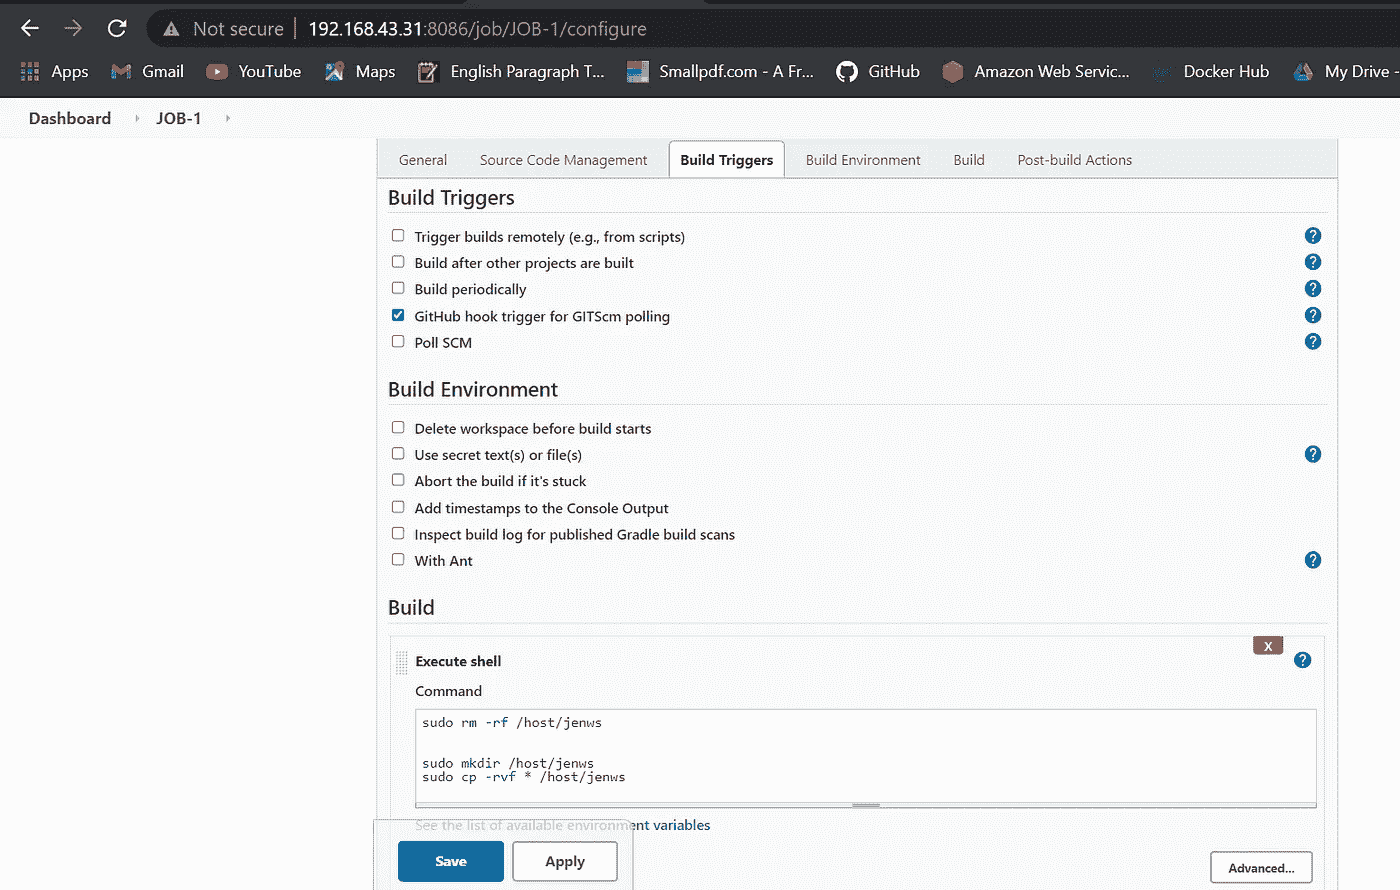 Not secure | 192.168.43.31:8086/job/JOB-1/configure
Apps Gmail YouTube Maps English Paragraph T... Smallpdf.com - A Fr... GitHub Amazon Web Servic... Docker Hub My Drive -
Dashboard JOB-1
General Source Code Management Build Triggers Build Environment Build Post-build Actions
Build Triggers
Trigger builds remotely (e.g., from scripts) ?
Build after other projects are built ?
Build periodically ?
GitHub hook trigger for GITScm polling ?
Poll SCM ?
Build Environment
Delete workspace before build starts
Use secret text(s) or file(s) ?
Abort the build if it's stuck
Add timestamps to the Console Output
Inspect build log for published Gradle build scans
With Ant ?
Build
X
Execute shell ?
Command
sudo rm -rf /host/jenws
sudo mkdir /host/jenws
sudo cp -rvf * /host/jenws
See the list of available environment variables
Save Apply
Advanced...